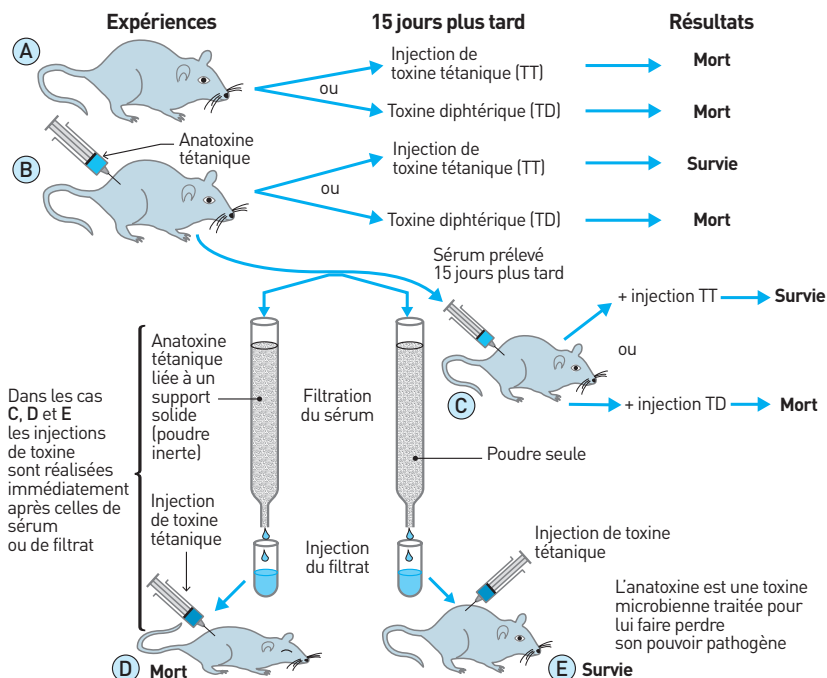 Expériences
15 jours plus tard
Résultats
A
Injection de
toxine tétanique (TT)
Mort
ou
Toxine diphtérique (TD)
Mort
Anatoxine
tétanique
B
Injection de
toxine tétanique (TT)
Survie
ou
Toxine diphtérique (TD)
Mort
Sérum prélevé
15 jours plus tard
+ injection TT
Survie
ou
C
+ injection TD
Mort
Dans les cas
C, D et E
les injections
de toxine
sont réalisées
immédiatement
après celles de
sérum
ou de filtrat
Anatoxine
tétanique
liée à un
support
solide
(poudre
inerte)
Filtration
du sérum
Poudre seule
Injection
de toxine
tétanique
Injection
du filtrat
Injection de toxine
tétanique
D Mort
E Survie
L'anatoxine est une toxine
microbienne traitée pour
lui faire perdre
son pouvoir pathogène